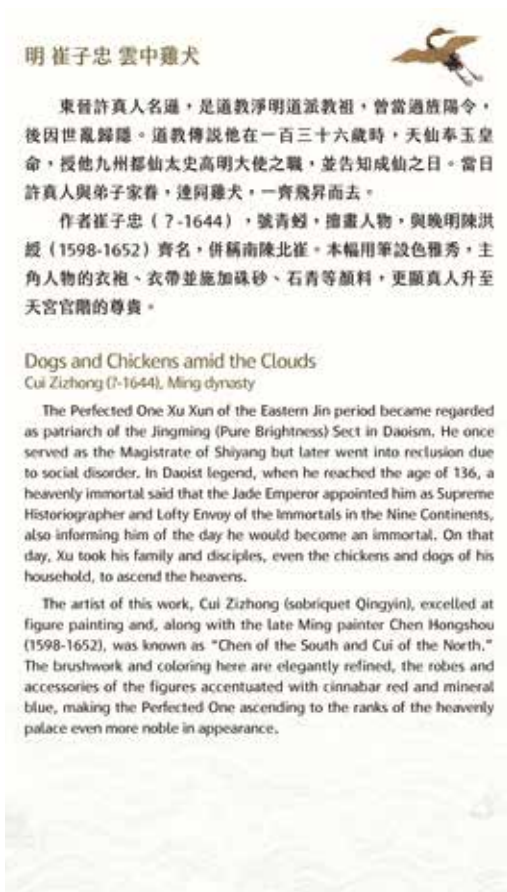 明 崔子忠 雲中雞犬
東晉許真人名遜，是道教淨明道派教祖，曾當過旌陽令，
後因世亂歸隱。道教傳說他在一百三十六歲時，天仙奉玉皇
命，授他九州都仙太史高明大使之職，並告知成仙之日。當日
許真人與弟子家眷，連同雞犬，一齊飛昇而去。
作者崔子忠（？-1644），號青蚓，擅畫人物，與晚明陳洪
綬（1598-1652）齊名，併稱南陳北崔。本幅用筆設色雅秀，主
角人物的衣袍、衣帶並施加硃砂、石青等顏料，更顯真人升至
天宮官階的尊貴。
Dogs and Chickens amid the Clouds
Cui Zizhong (?-1644), Ming dynasty
The Perfected One Xu Xun of the Eastern Jin period became regarded
as patriarch of the Jingming (Pure Brightness) Sect in Daoism. He once
served as the Magistrate of Shiyang but later went into reclusion due
to social disorder. In Daoist legend, when he reached the age of 136, a
heavenly immortal said that the Jade Emperor appointed him as Supreme
Historiographer and Lofty Envoy of the Immortals in the Nine Continents,
also informing him of the day he would become an immortal. On that
day, Xu took his family and disciples, even the chickens and dogs of his
household, to ascend the heavens.
The artist of this work, Cui Zizhong (sobriquet Qingyin), excelled at
figure painting and, along with the late Ming painter Chen Hongshou
(1598-1652), was known as “Chen of the South and Cui of the North.”
The brushwork and coloring here are elegantly refined, the robes and
accessories of the figures accentuated with cinnabar red and mineral
blue, making the Perfected One ascending to the ranks of the heavenly
palace even more noble in appearance.